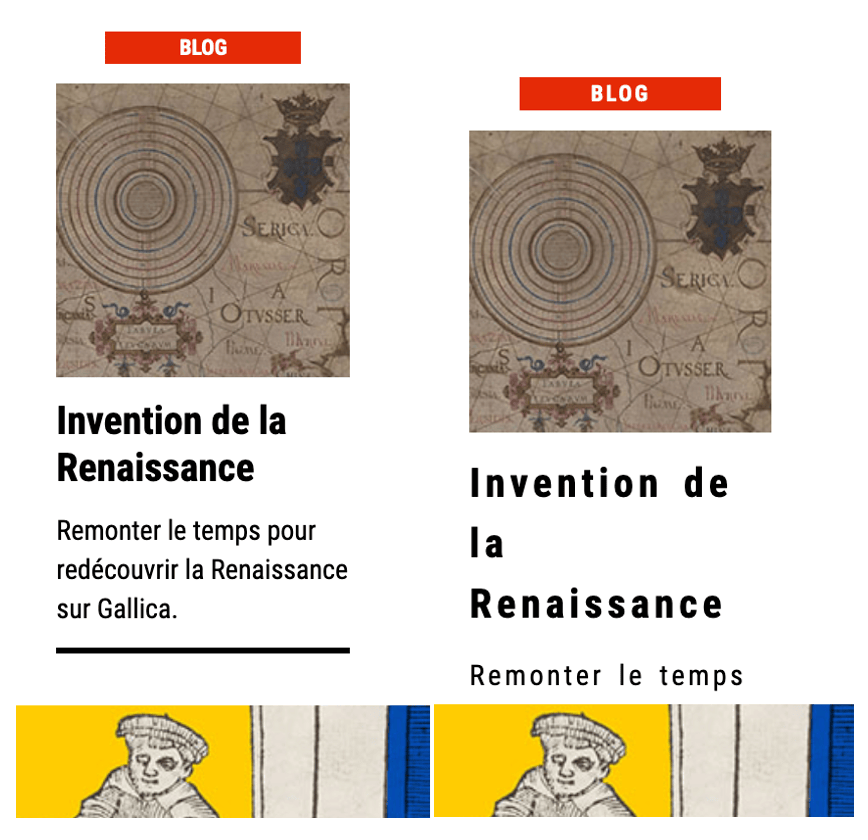 BLOG
SERICA
I
A
S
OTVSSER
Invention de la
Renaissance
Remonter le temps pour
redécouvrir la Renaissance
sur Gallica.
BLOG
SERICA
I
A
S
OTVSSER
Invention de
la
Renaissance
Remonter le temps